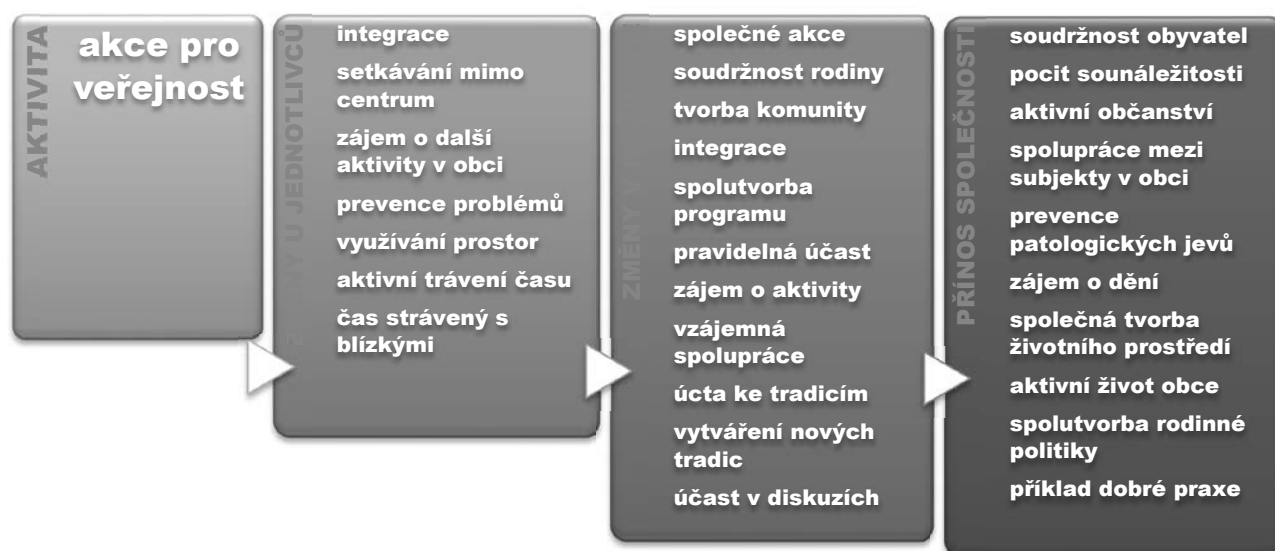 AKTIVITA
akce pro
veřejnost
U JEDNOTLIVCŮ
integrace
setkávání mimo
centrum
zájem o další
aktivity v obci
prevence problémů
využívání prostor
aktivní trávení času
čas strávený s
blízkými
ZMĚNY V
společné akce
soudržnost rodiny
tvorba komunity
integrace
spolutvorba
programu
pravidelná účast
zájem o aktivity
vzájemná
spolupráce
úcta ke tradicím
vytváření nových
tradic
účast v diskuzích
PŘÍNOS SPOLEČNOSTI
soudržnost obyvatel
pocit sounáležitosti
aktivní občanství
spolupráce mezi
subjekty v obci
prevence
patologických jevů
zájem o dění
společná tvorba
životního prostředí
aktivní život obce
spolutvorba rodinné
politiky
příklad dobré praxe